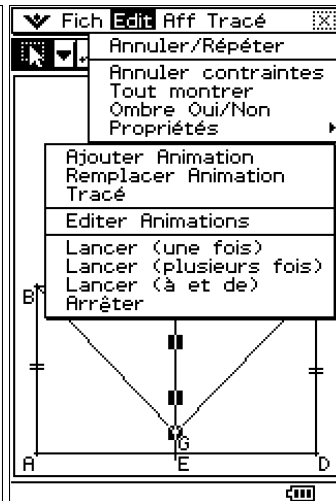 Fich Edit Aff Tracé
Annuler/Répéter
Annuler contraintes
Tout montrer
Ombre Oui/Non
Propriétés
Ajouter Animation
Remplacer Animation
Tracé
Editer Animations
Lancer (une fois)
Lancer (plusieurs fois)
Lancer (à et de)
Arrêter
B
G
A E D